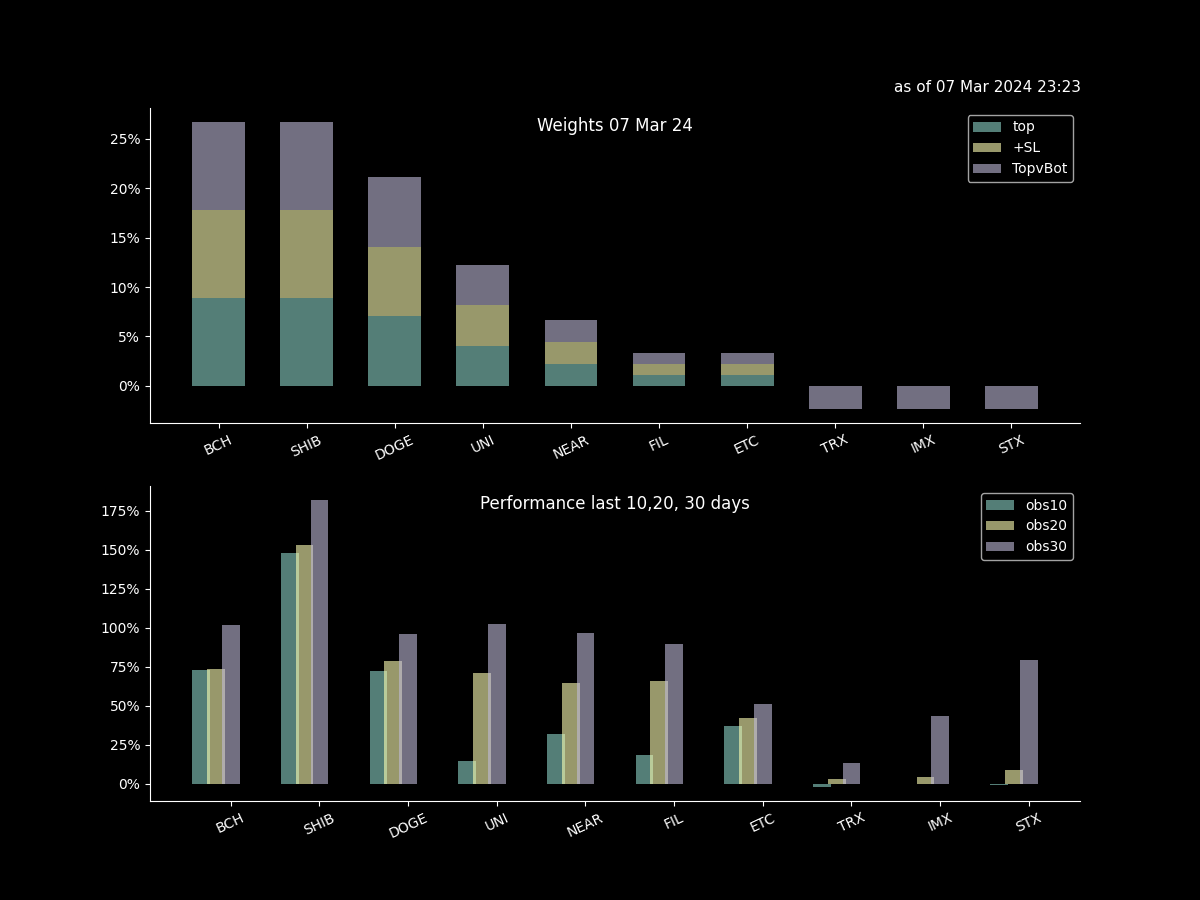 as of 07 Mar 2024 23:23
Weights 07 Mar 24
top
+SL
TopvBot
25%
20%
15%
10%
5%
0%
BCH SHIB DOGE UNI NEAR FIL ETC TRX IMX STX
Performance last 10,20, 30 days
obs10
obs20
obs30
175%
150%
125%
100%
75%
50%
25%
0%
BCH SHIB DOGE UNI NEAR FIL ETC TRX IMX STX